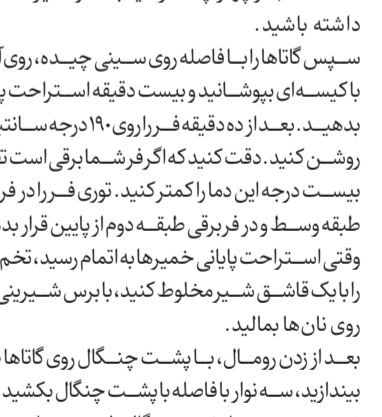 داشته باشید.
سپس گاتاها را با فاصله روی سینی چیده، روی
با کیسه‌ای بپوشانید و بیست دقیقه استراحت
بدهید. بعد از ده دقیقه فر را روی ۱۹۰ درجه
روشن کنید. دقت کنید که اگر فر شما برقی است
بیست درجه این دما را کمتر کنید. توری فر را در
طبقه وسط و در فر برقی طبقه دوم از پایین قرار
وقتی استراحت پایانی خمیرها به اتمام رسید، تخم
را با یک قاشق شیر مخلوط کنید، با برس شیرینی
روی نان‌ها بمالید.
بعد از زدن رومال، با پشت چنگال روی گاتاها
بیندازید، سه نوار با فاصله با پشت چنگال بکشید